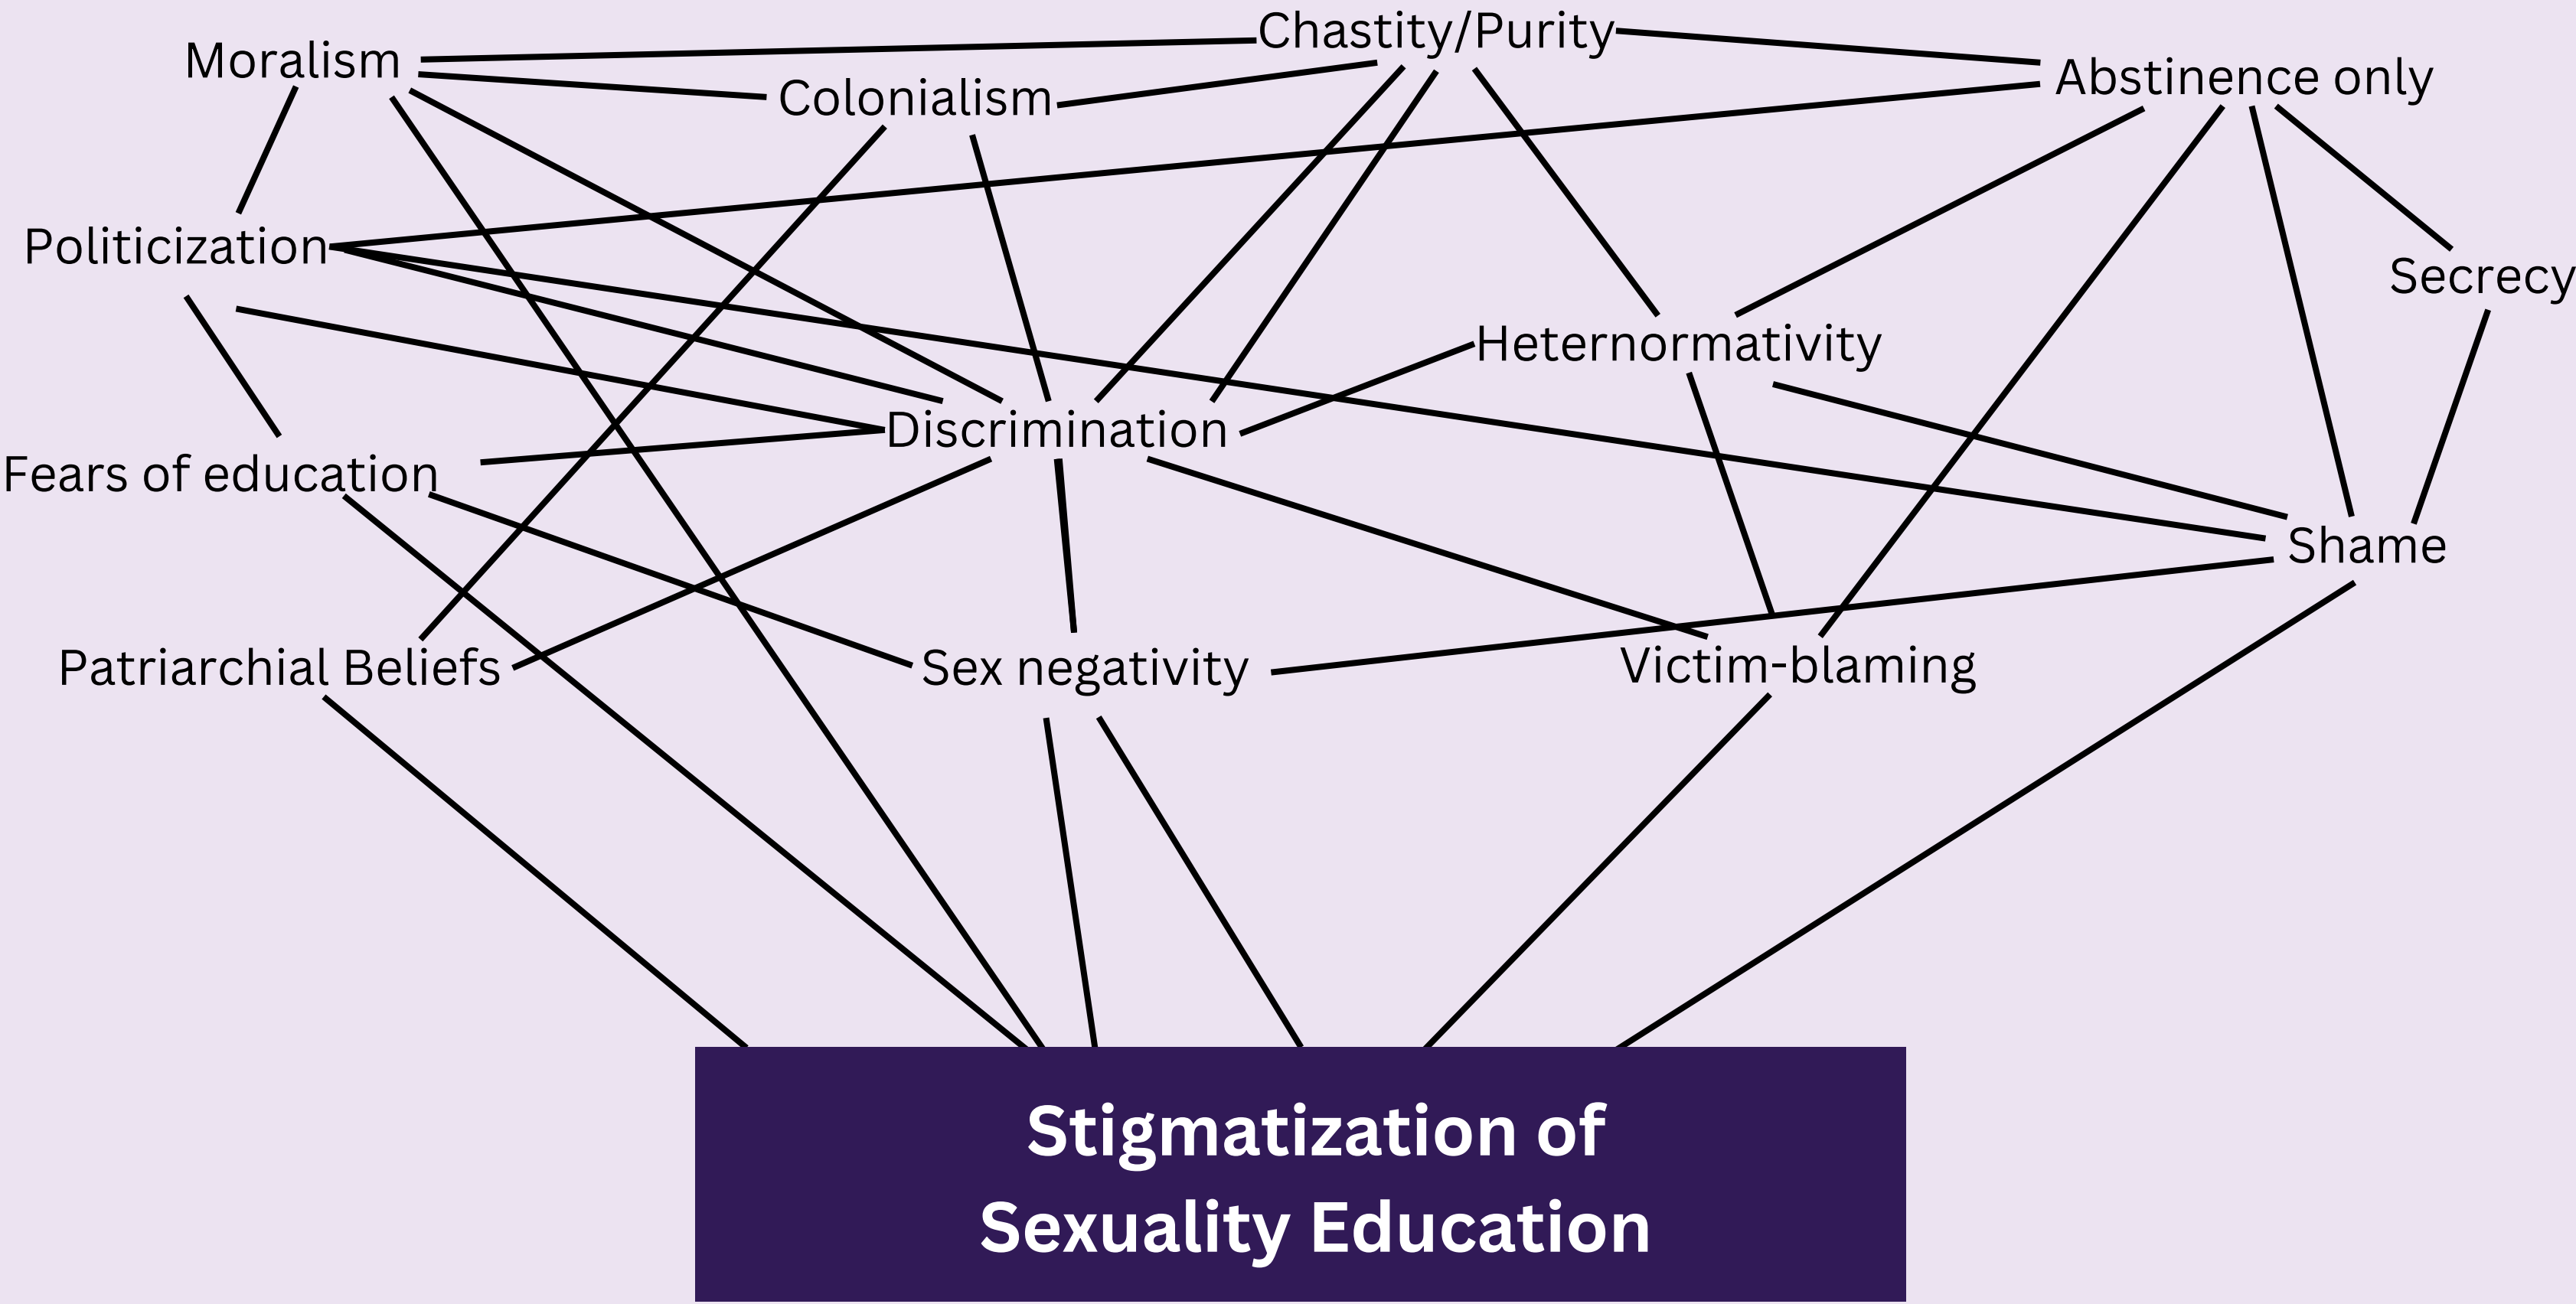 Chastity/Purity
Moralism
Abstinence only
Colonialism
Politicization
Secrecy
Heternormativity
Discrimination
Fears of education
Shame
Patriarchial Beliefs
Sex negativity
Victim-blaming
Stigmatization of
Sexuality Education